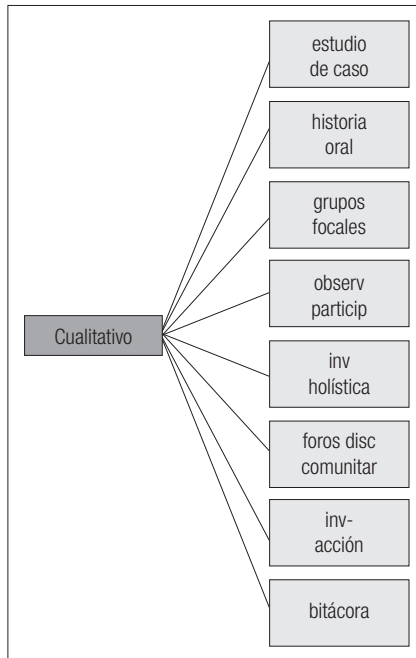 estudio
de caso
historia
oral
grupos
focales
observ
particip
Cualitativo
inv
holística
foros disc
comunitar
inv-
acción
bitácora